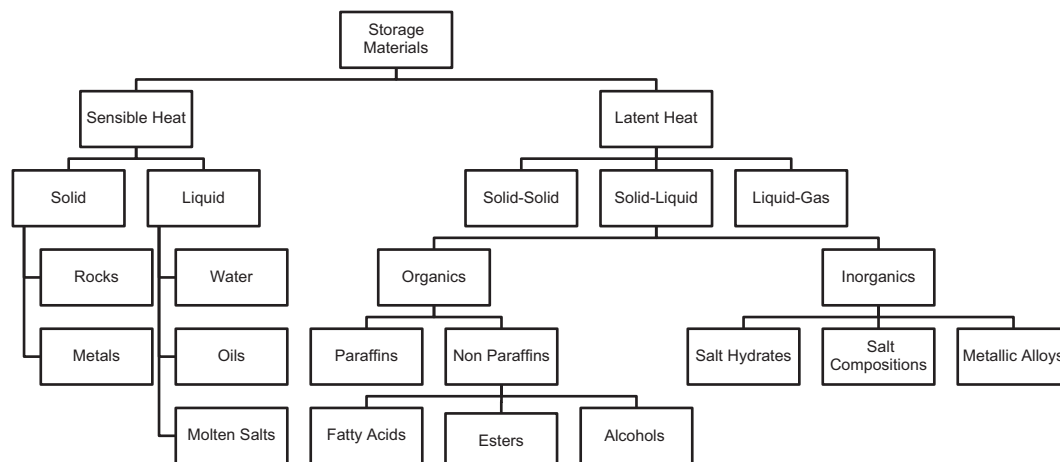 Storage
Materials
Sensible Heat
Latent Heat
Solid
Liquid
Solid-Solid
Solid-Liquid
Liquid-Gas
Rocks
Water
Organics
Inorganics
Metals
Oils
Paraffins
Non Paraffins
Salt Hydrates
Salt
Compositions
Metallic Alloys
Molten Salts
Fatty Acids
Esters
Alcohols